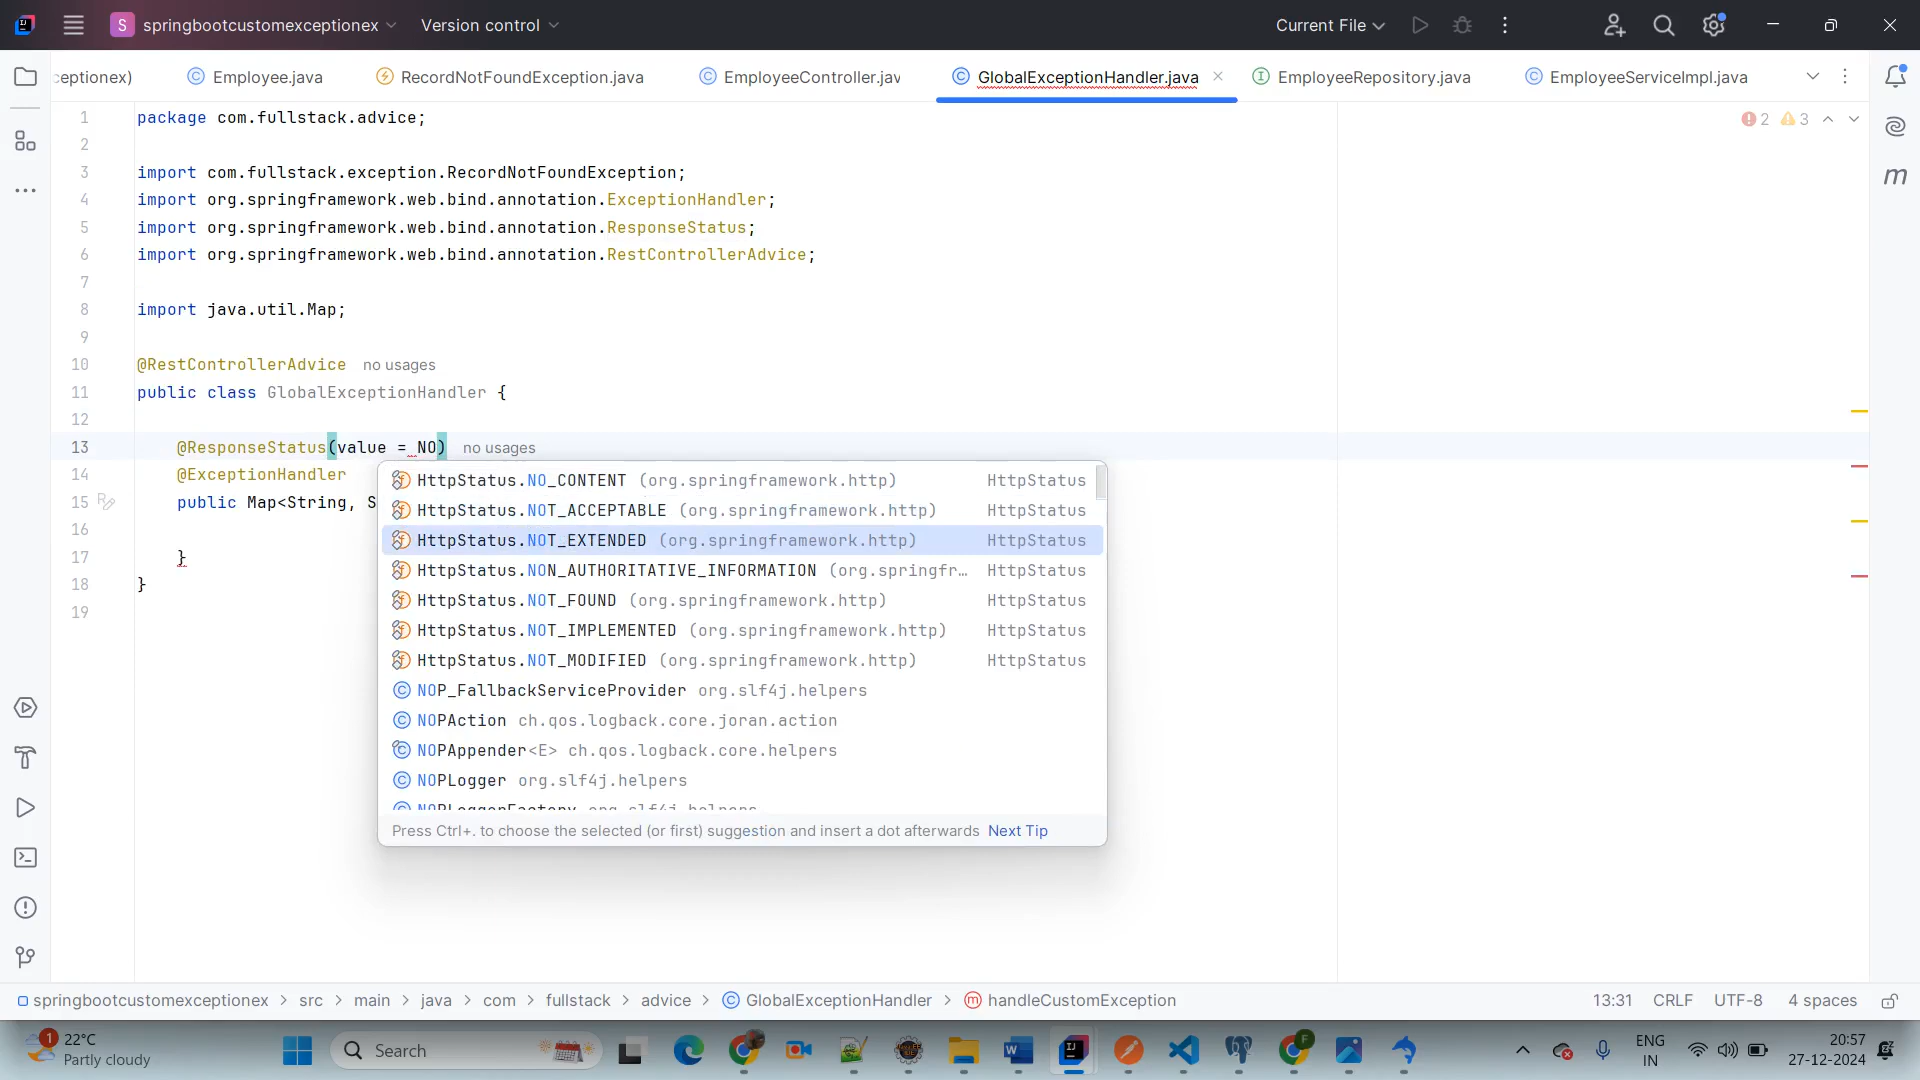 S springbootcustomexceptionex Version control Current File
ceptionex) Employee.java RecordNotFoundException.java EmployeeController.jav GlobalExceptionHandler.java EmployeeRepository.java EmployeeServiceImpl.java
1 package com.fullstack.advice; 2 3
2
3 import com.fullstack.exception.RecordNotFoundException;
4 import org.springframework.web.bind.annotation.ExceptionHandler;
5 import org.springframework.web.bind.annotation.ResponseStatus;
6 import org.springframework.web.bind.annotation.RestControllerAdvice;
7
8 import java.util.Map;
9
10 @RestControllerAdvice no usages
11 public class GlobalExceptionHandler {
12
13 @ResponseStatus(value = NO) no usages
14 @ExceptionHandler
15 public Map<String, S
16
17 }
18 }
19
HttpStatus.NO_CONTENT (org.springframework.http) HttpStatus
HttpStatus.NOT_ACCEPTABLE (org.springframework.http) HttpStatus
HttpStatus.NOT_EXTENDED (org.springframework.http) HttpStatus
HttpStatus.NON_AUTHORITATIVE_INFORMATION (org.springfr… HttpStatus
HttpStatus.NOT_FOUND (org.springframework.http) HttpStatus
HttpStatus.NOT_IMPLEMENTED (org.springframework.http) HttpStatus
HttpStatus.NOT_MODIFIED (org.springframework.http) HttpStatus
NOP_FallbackServiceProvider org.slf4j.helpers
NOPAction ch.qos.logback.core.joran.action
NOPAppender<E> ch.qos.logback.core.helpers
NOPLogger org.slf4j.helpers
NOPLoggerFactory org.slf4j.helpers
Press Ctrl+. to choose the selected (or first) suggestion and insert a dot afterwards Next Tip
springbootcustomexceptionex > src > main > java > com > fullstack > advice > GlobalExceptionHandler > handleCustomException 13:31 CRLF UTF-8 4 spaces
1 22°C
Partly cloudy
Search
ENG
IN
20:57
27-12-2024